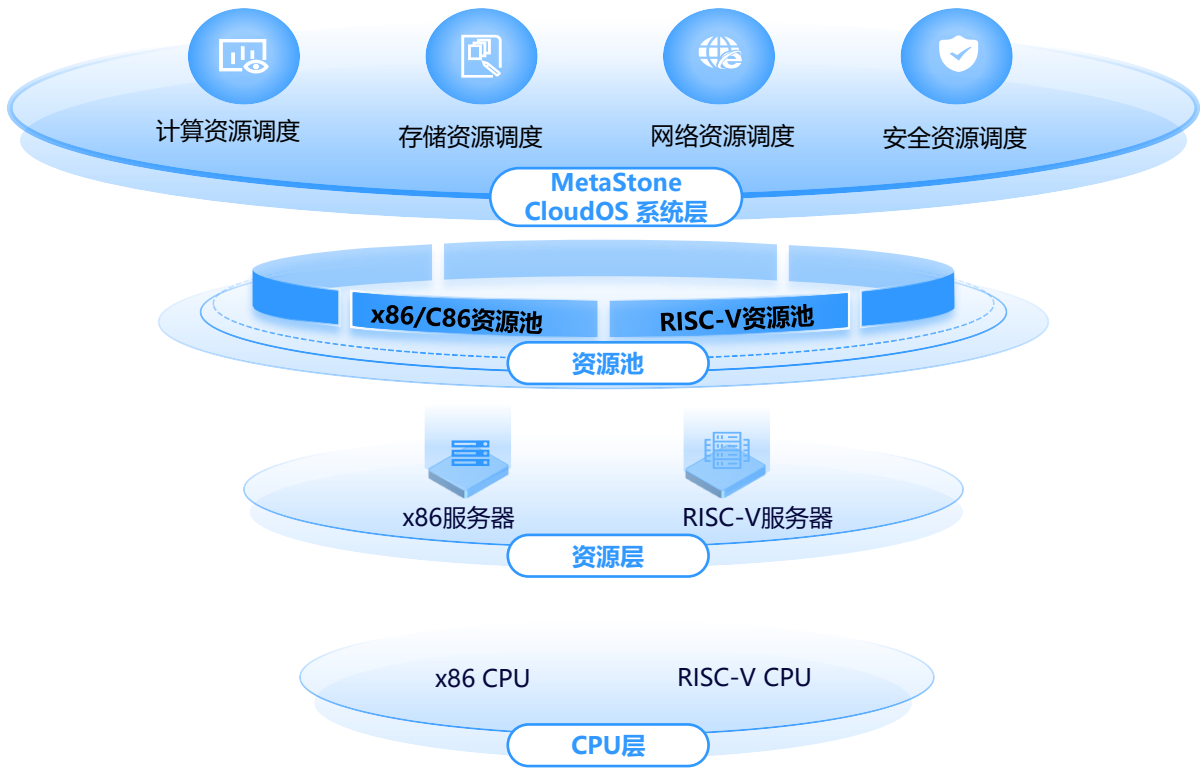 计算资源调度
存储资源调度
网络资源调度
安全资源调度
MetaStone
CloudOS 系统层
x86/C86资源池
RISC-V资源池
资源池
x86服务器
RISC-V服务器
资源层
x86 CPU
RISC-V CPU
CPU层